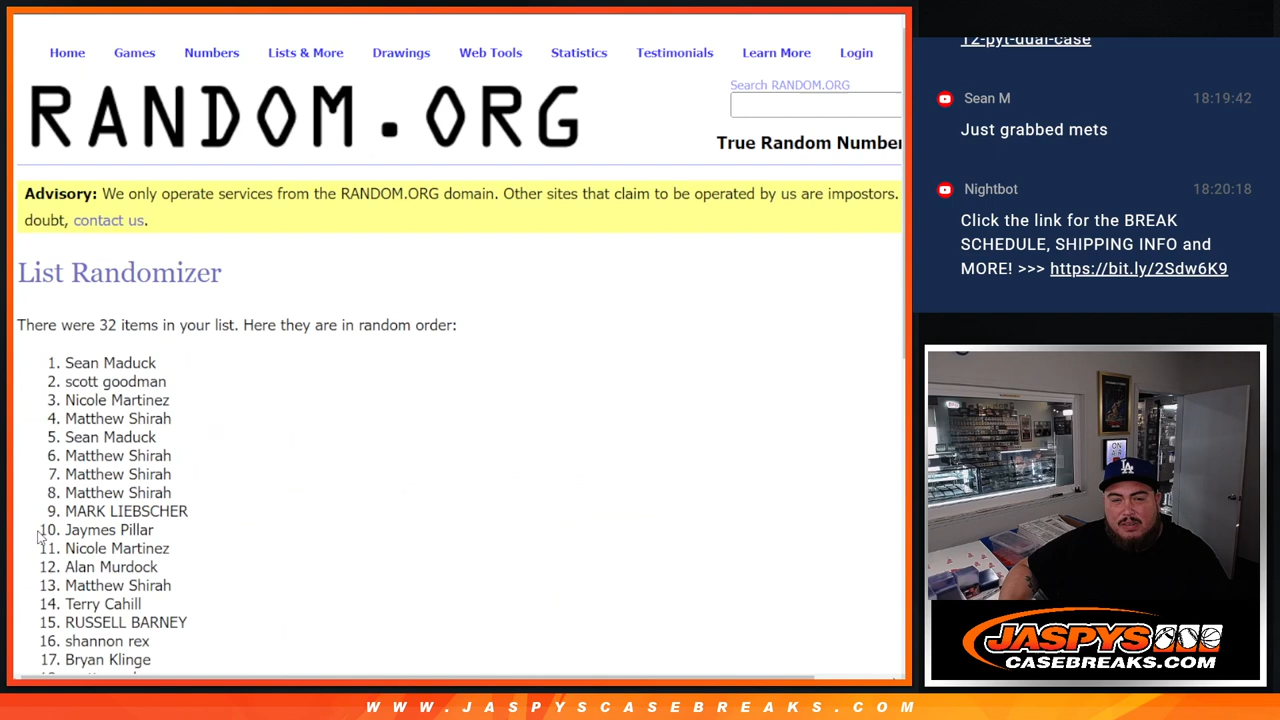 Home Games Numbers Lists & More Drawings Web Tools Statistics Testimonials Learn More Login
RANDOM.ORG
Search RANDOM.ORG
True Random Number
Advisory: We only operate services from the RANDOM.ORG domain. Other sites that claim to be operated by us are impostors.
doubt, contact us.
List Randomizer
There were 32 items in your list. Here they are in random order:
1. Sean Maduck
2. scott goodman
3. Nicole Martinez
4. Matthew Shirah
5. Sean Maduck
6. Matthew Shirah
7. Matthew Shirah
8. Matthew Shirah
9. MARK LIEBSCHER
10. Jaymes Pillar
11. Nicole Martinez
12. Alan Murdock
13. Matthew Shirah
14. Terry Cahill
15. RUSSELL BARNEY
16. shannon rex
17. Bryan Klinge
12-pyt-dual-case
Sean M 18:19:42
Just grabbed mets
Nightbot 18:20:18
Click the link for the BREAK
SCHEDULE, SHIPPING INFO and
MORE! >>> https://bit.ly/2Sdw6K9
ON
AIR
LA
JASPYS
CASEBREAKS.COM
WWW.JASPYSCASEBREAKS.COM